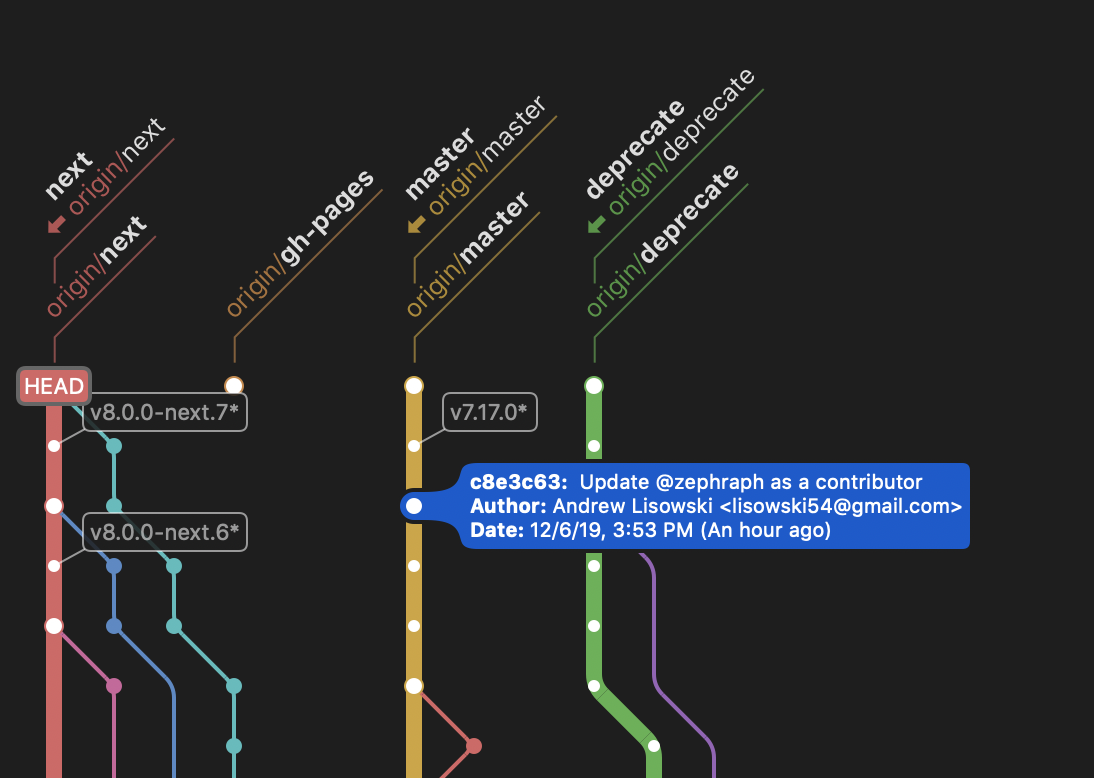 next
origin/next
origin/next
origin/gh-pages
master
origin/master
origin/master
deprecate
origin/deprecate
origin/deprecate
HEAD
v8.0.0-next.7*
v7.17.0*
c8e3c63: Update @zephraph as a contributor
Author: Andrew Lisowski <lisowski54@gmail.com>
Date: 12/6/19, 3:53 PM (An hour ago)
v8.0.0-next.6*